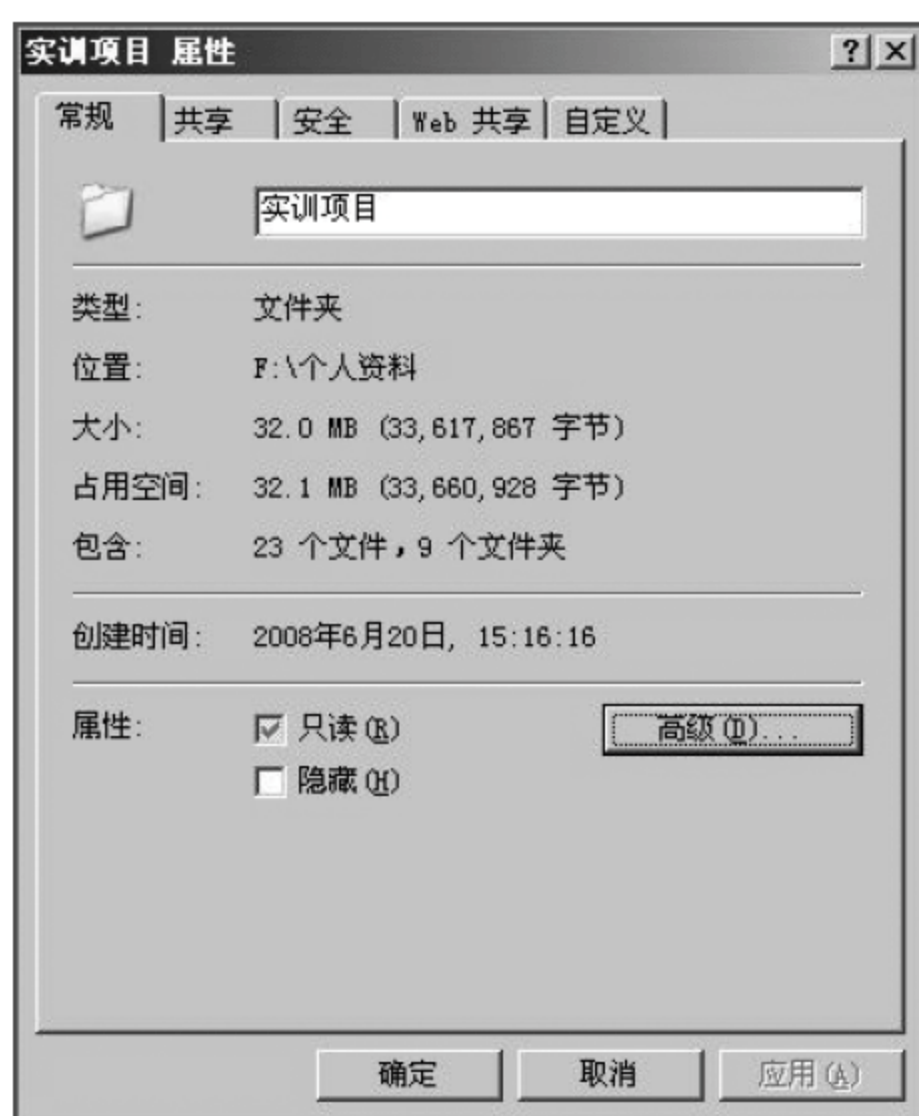 实训项目 属性
常规 共享 安全 Web 共享 自定义
实训项目
类型: 文件夹
位置: F:\个人资料
大小: 32.0 MB (33,617,867 字节)
占用空间: 32.1 MB (33,660,928 字节)
包含: 23 个文件，9 个文件夹
创建时间: 2008年6月20日, 15:16:16
属性: 只读(R) 高级(D)...
隐藏(H)
确定 取消 应用(A)